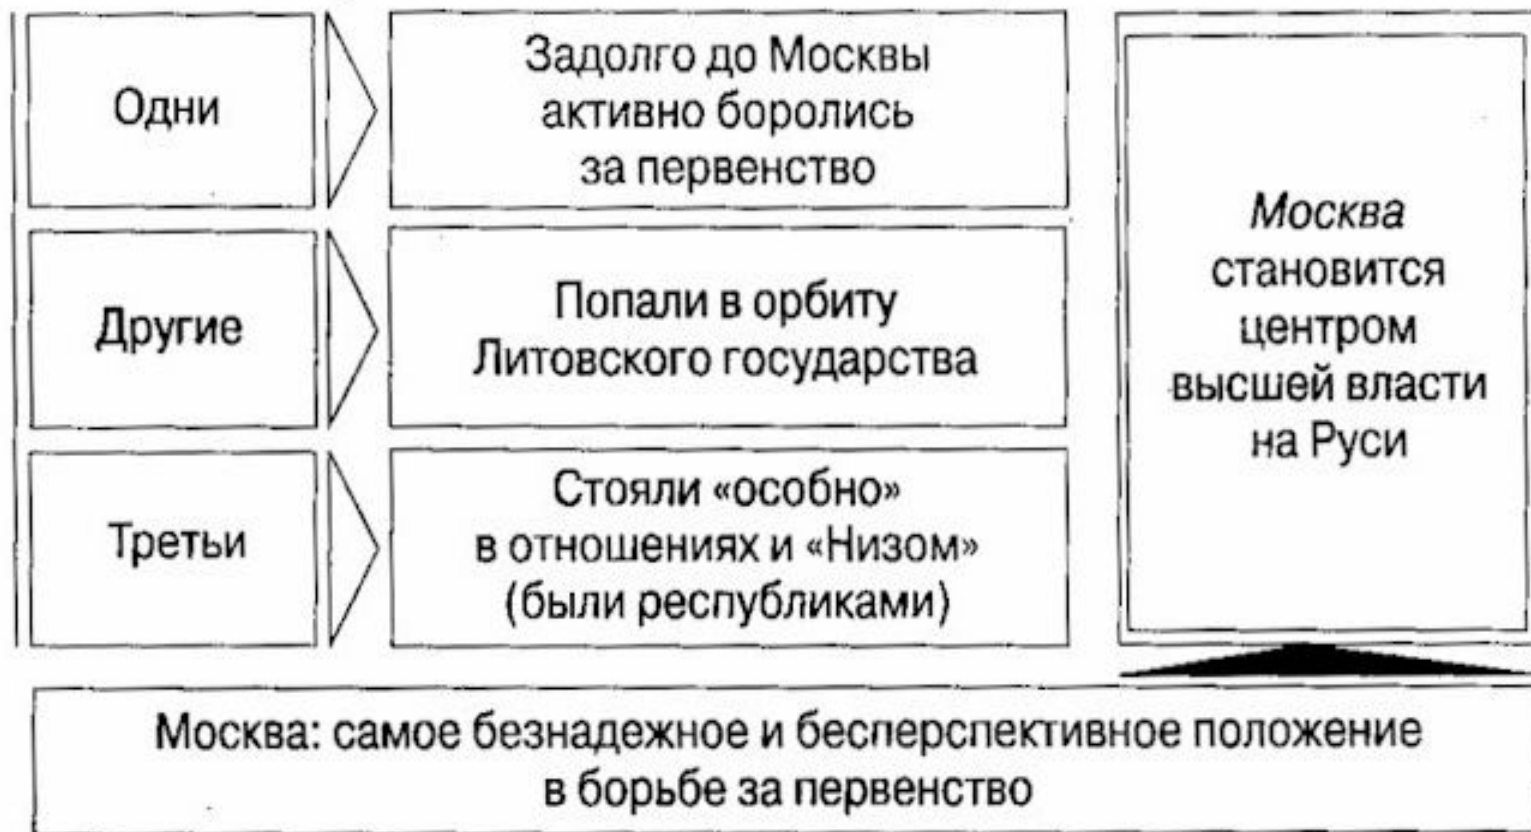 Одни
Задолго до Москвы
активно боролись
за первенство
Другие
Попали в орбиту
Литовского государства
Третьи
Стояли «особно»
в отношениях и «Низом»
(были республиками)
Москва
становится
центром
высшей власти
на Руси
Москва: самое безнадежное и бесперспективное положение
в борьбе за первенство